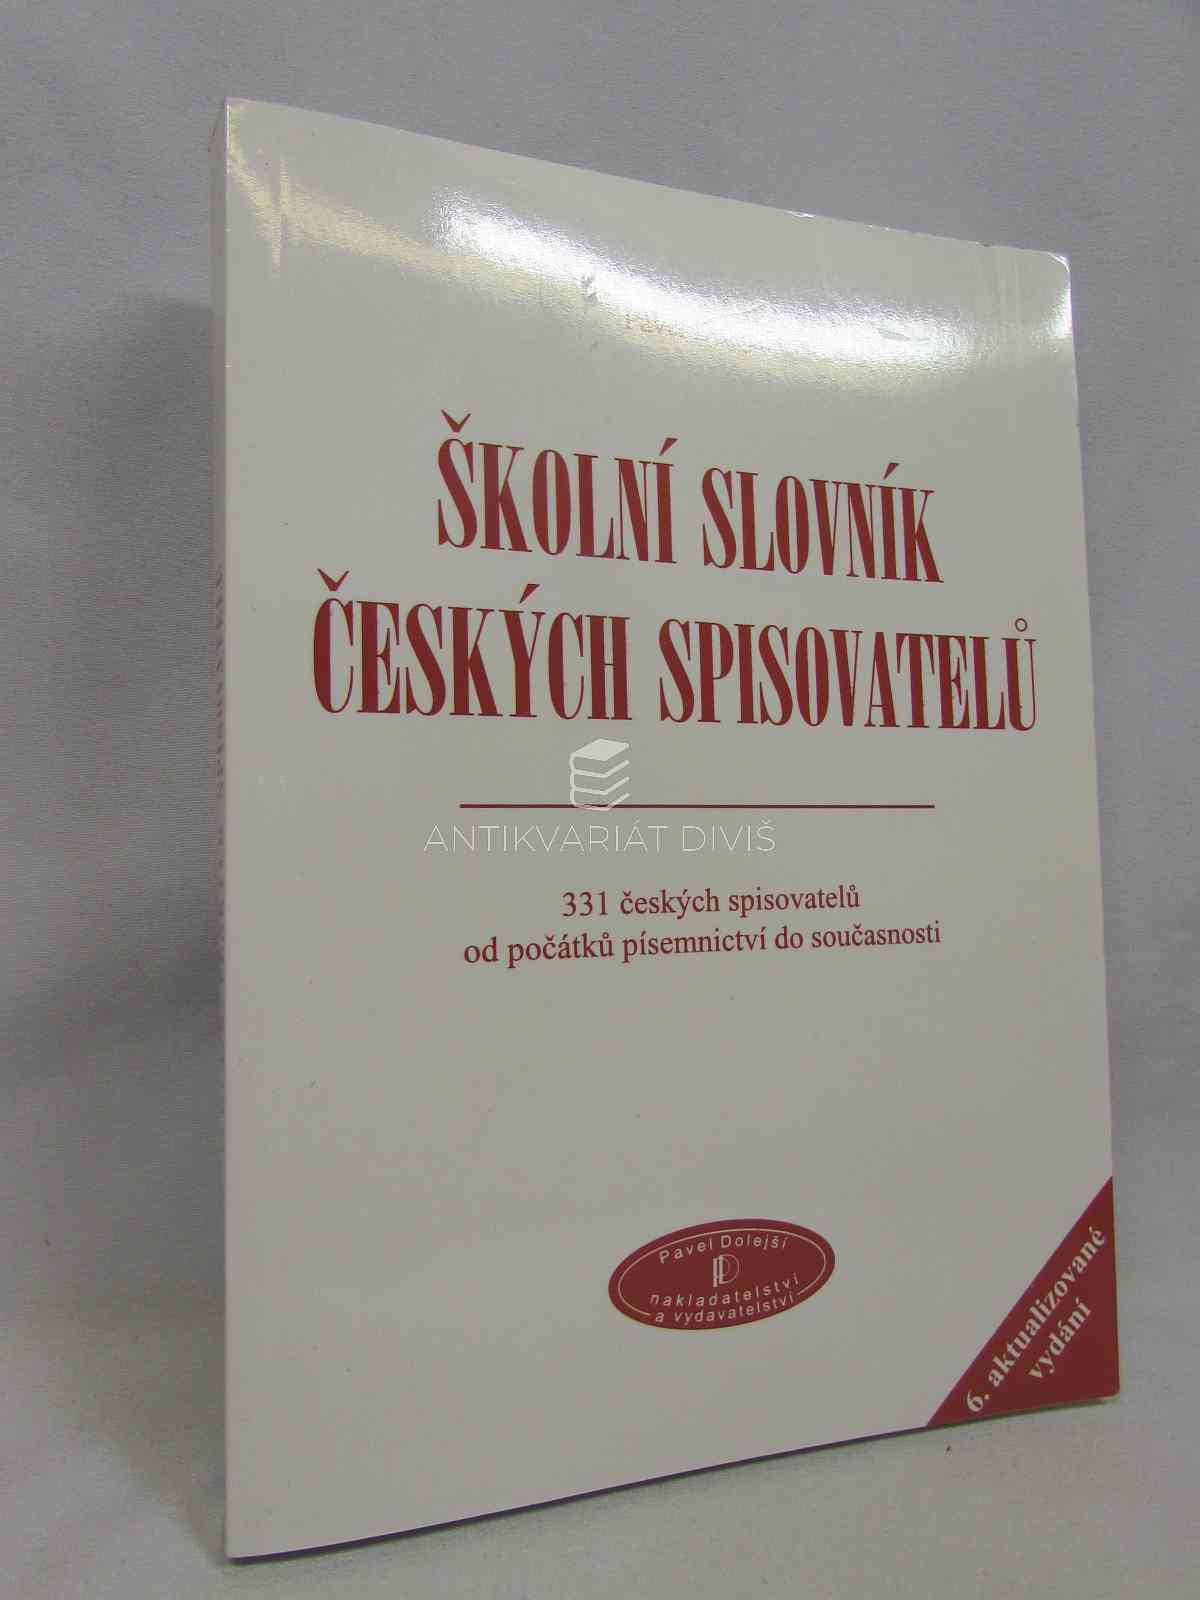 ŠKOLNÍ SLOVNÍK
ČESKÝCH SPISOVATELŮ
ANTIKVARIÁT DIVIŠ
331 českých spisovatelů
od počátků písemnictví do současnosti
Pavel Dolejší
nakladatelství
a vydavatelství
6. aktualizované
vydání